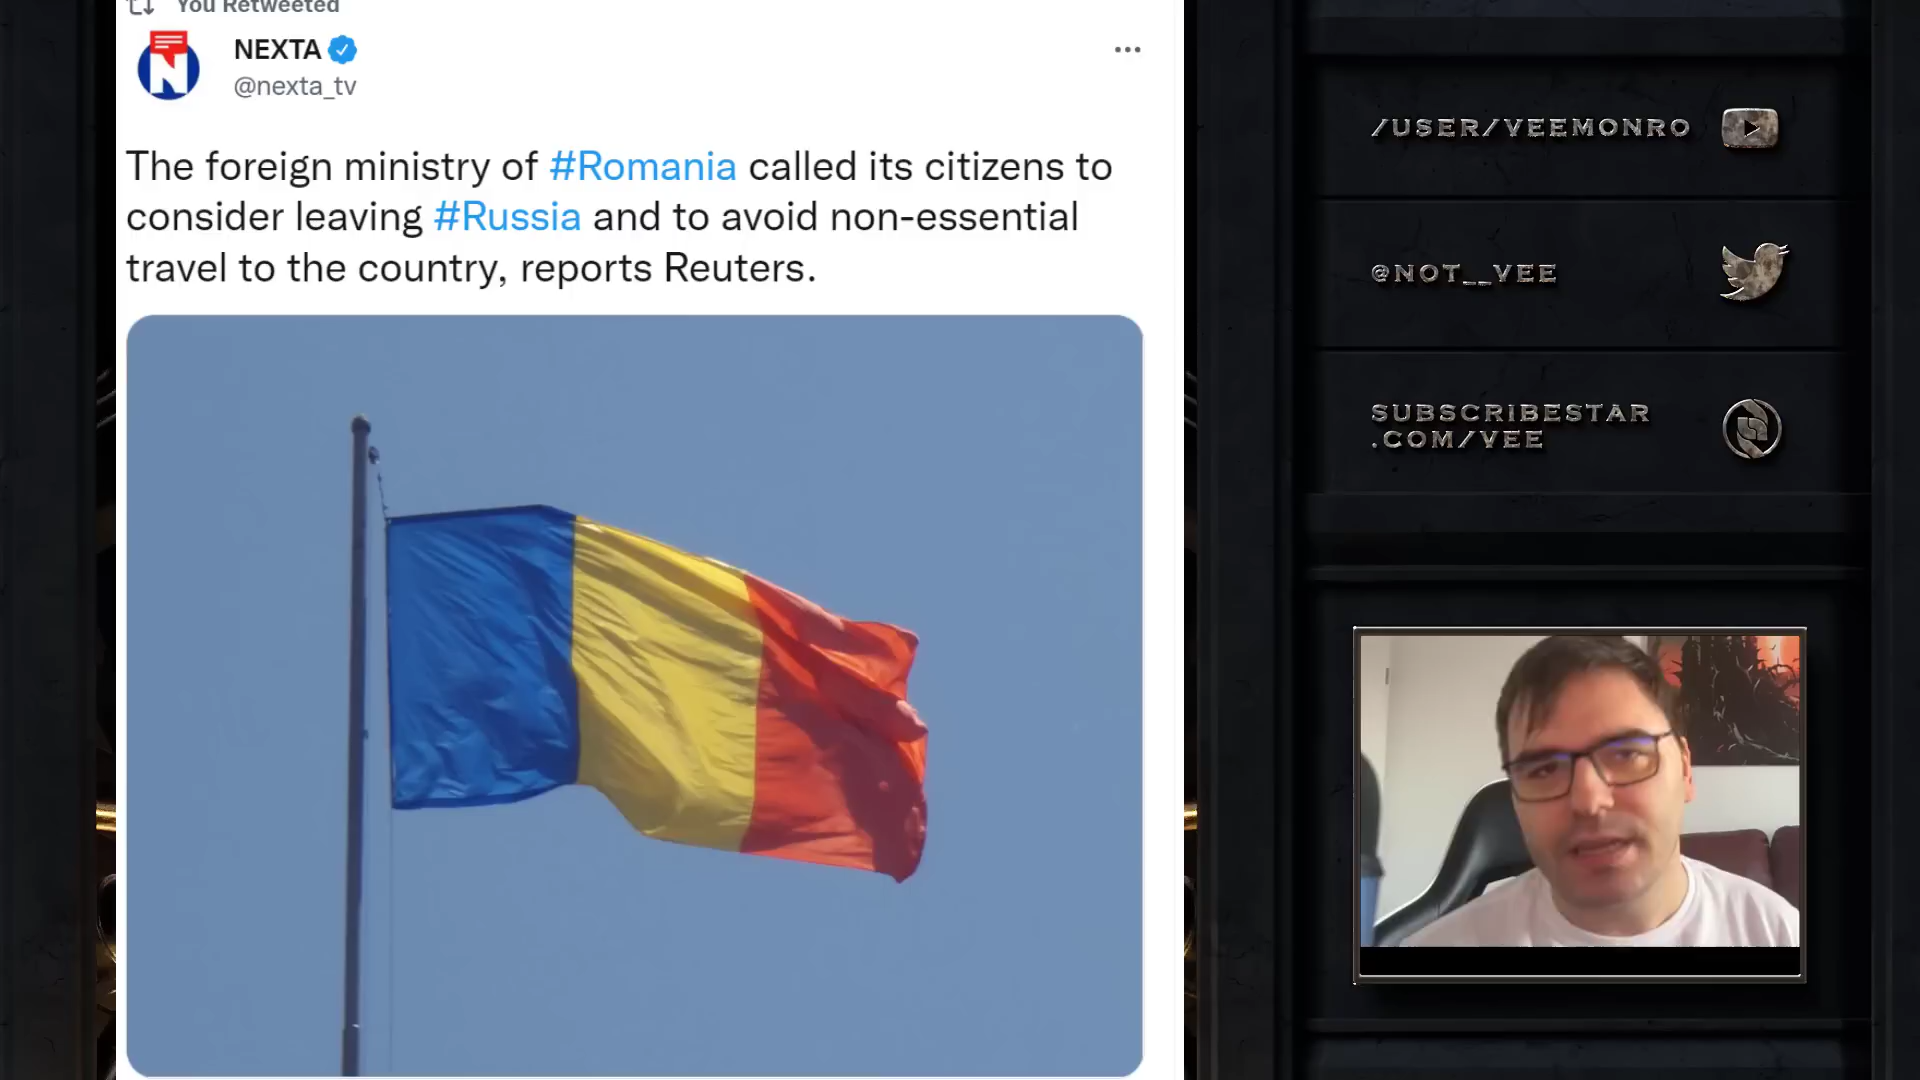 You Retweeted
NEXTA
@nexta_tv
The foreign ministry of #Romania called its citizens to
consider leaving #Russia and to avoid non-essential
travel to the country, reports Reuters.
/USER/VEEMONRO
@NOT__VEE
SUBSCRIBESTAR
.COM/VEE